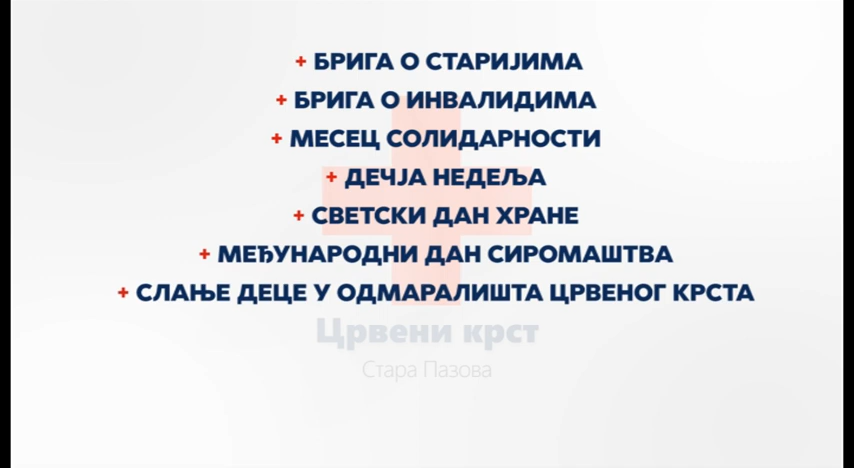 + БРИГА О СТАРИЈИМА
+ БРИГА О ИНВАЛИДИМА
+ МЕСЕЦ СОЛИДАРНОСТИ
+ ДЕЧЈА НЕДЕЉА
+ СВЕТСКИ ДАН ХРАНЕ
+ МЕЂУНАРОДНИ ДАН СИРОМАШТВА
+ СЛАЊЕ ДЕЦЕ У ОДМАРАЛИШТА ЦРВЕНОГ КРСТА
Црвени крст
Стара Пазова